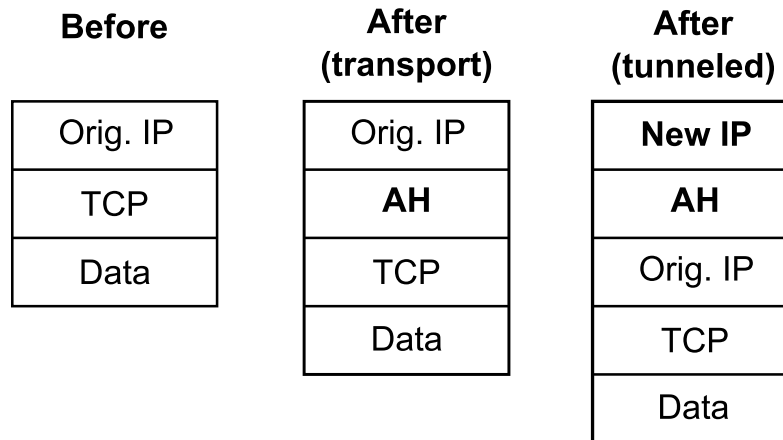 Before
Orig. IP
TCP
Data
After
(transport)
Orig. IP
AH
TCP
Data
After
(tunneled)
New IP
AH
Orig. IP
TCP
Data